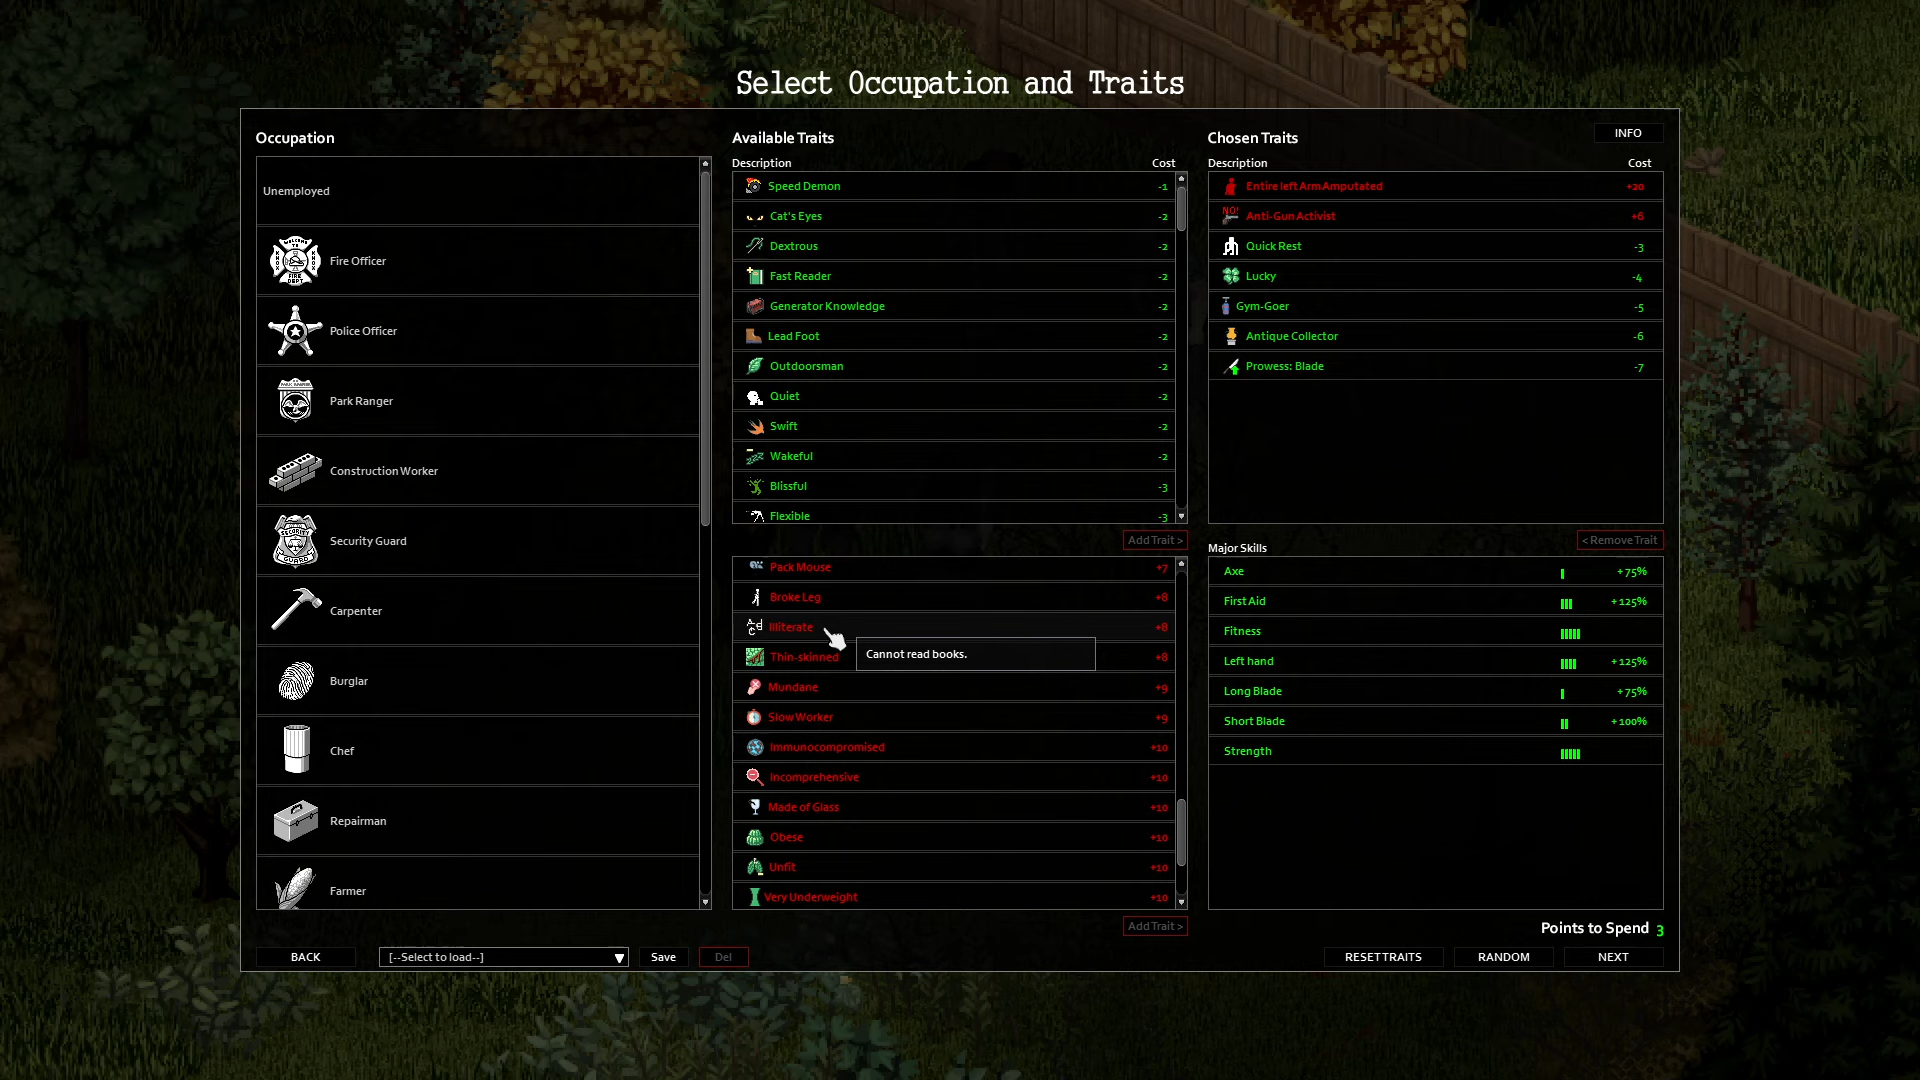 Select Occupation and Traits
Occupation
Unemployed
Fire Officer
Police Officer
Park Ranger
Construction Worker
Security Guard
Carpenter
Burglar
Chef
Repairman
Farmer
Available Traits
Description Cost
Speed Demon -1
Cat's Eyes -2
Dextrous -2
Fast Reader -2
Generator Knowledge -2
Lead Foot -2
Outdoorsman -2
Quiet -2
Swift -2
Wakeful -2
Blissful -3
Flexible -3
Add Trait >
Pack Mouse +7
Broke Leg +8
Illiterate +8
Cannot read books.
Thin-skinned +8
Mundane +9
Slow Worker +9
Immunocompromised +10
Incomprehensive +10
Made of Glass +10
Obese +10
Unfit +10
Very Underweight +10
Add Trait >
Chosen Traits
INFO
Description Cost
Entire left Arm Amputated +20
NO! Anti-Gun Activist +6
Quick Rest -3
Lucky -4
Gym-Goer -5
Antique Collector -6
Prowess: Blade -7
< Remove Trait
Major Skills
Axe +75%
First Aid +125%
Fitness
Left hand +125%
Long Blade +75%
Short Blade +100%
Strength
Points to Spend 3
BACK
[--Select to load--]
Save
Del
RESET TRAITS
RANDOM
NEXT